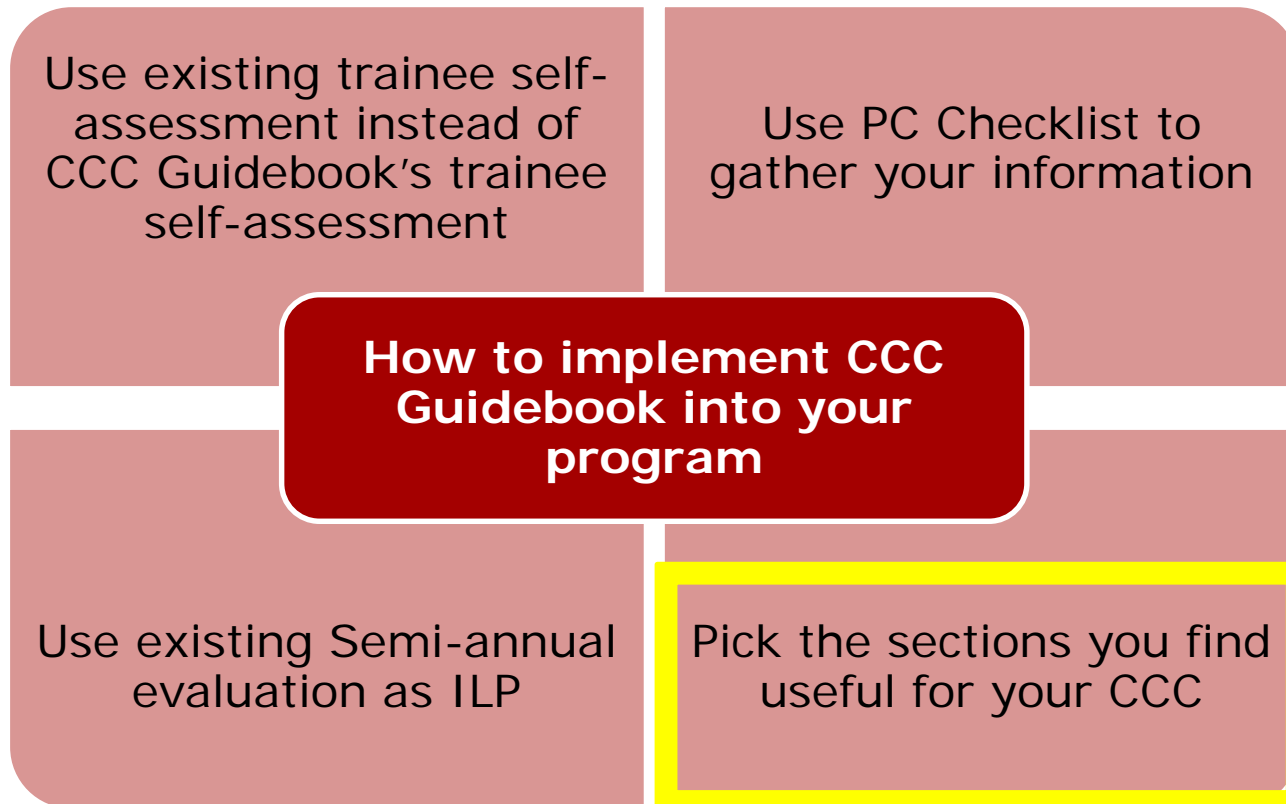 Use existing trainee self-
assessment instead of
CCC Guidebook’s trainee
self-assessment
Use PC Checklist to
gather your information
How to implement CCC
Guidebook into your
program
Use existing Semi-annual
evaluation as ILP
Pick the sections you find
useful for your CCC